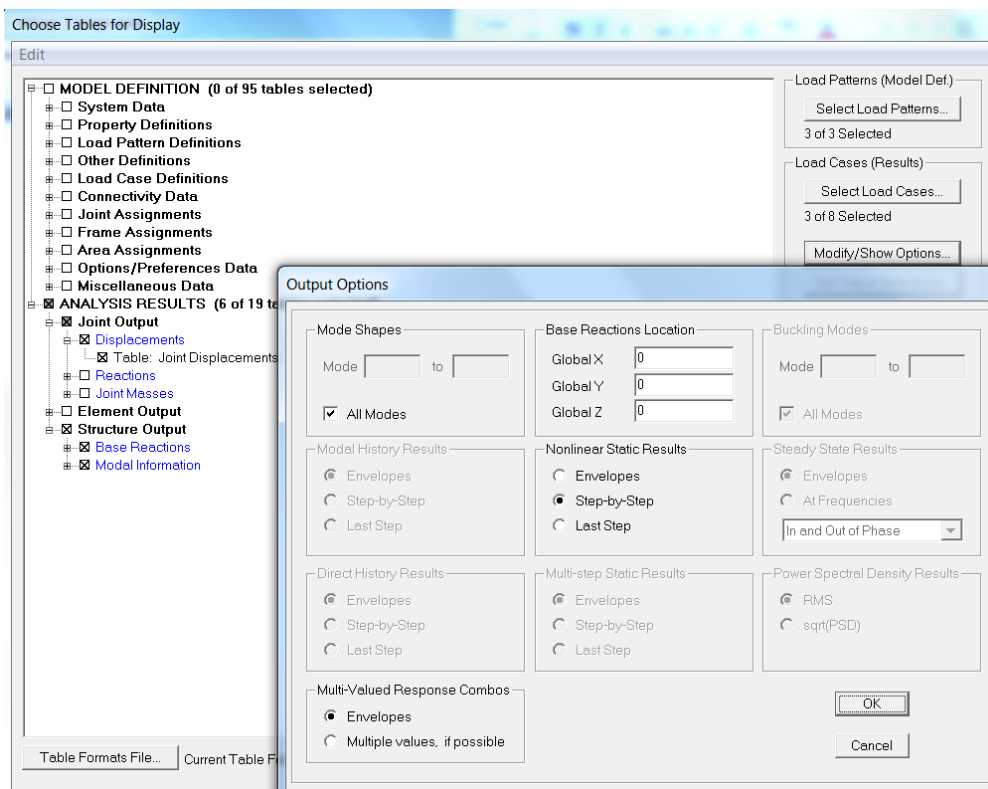 Choose Tables for Display
Edit
MODEL DEFINITION (0 of 95 tables selected)
System Data
Property Definitions
Load Pattern Definitions
Other Definitions
Load Case Definitions
Connectivity Data
Joint Assignments
Frame Assignments
Area Assignments
Options/Preferences Data
Miscellaneous Data
ANALYSIS RESULTS (6 of 19
Joint Output
Displacements
Table: Joint Displacements
Reactions
Joint Masses
Element Output
Structure Output
Base Reactions
Modal Information
Table Formats File...
Current Table
Load Patterns (Model Def.)
Select Load Patterns...
3 of 3 Selected
Load Cases (Results)
Select Load Cases...
3 of 8 Selected
Modify/Show Options...
Output Options
Mode Shapes
Mode to
All Modes
Base Reactions Location
Global X 0
Global Y 0
Global Z 0
Buckling Modes
Mode to
All Modes
Modal History Results
Envelopes
Step-by-Step
Last Step
Nonlinear Static Results
Envelopes
Step-by-Step
Last Step
Steady State Results
Envelopes
At Frequencies
In and Out of Phase
Direct History Results
Envelopes
Step-by-Step
Last Step
Multi-step Static Results
Envelopes
Step-by-Step
Last Step
Power Spectral Density Results
RMS
sqrt(PSD)
Multi-Valued Response Combos
Envelopes
Multiple values, if possible
OK
Cancel